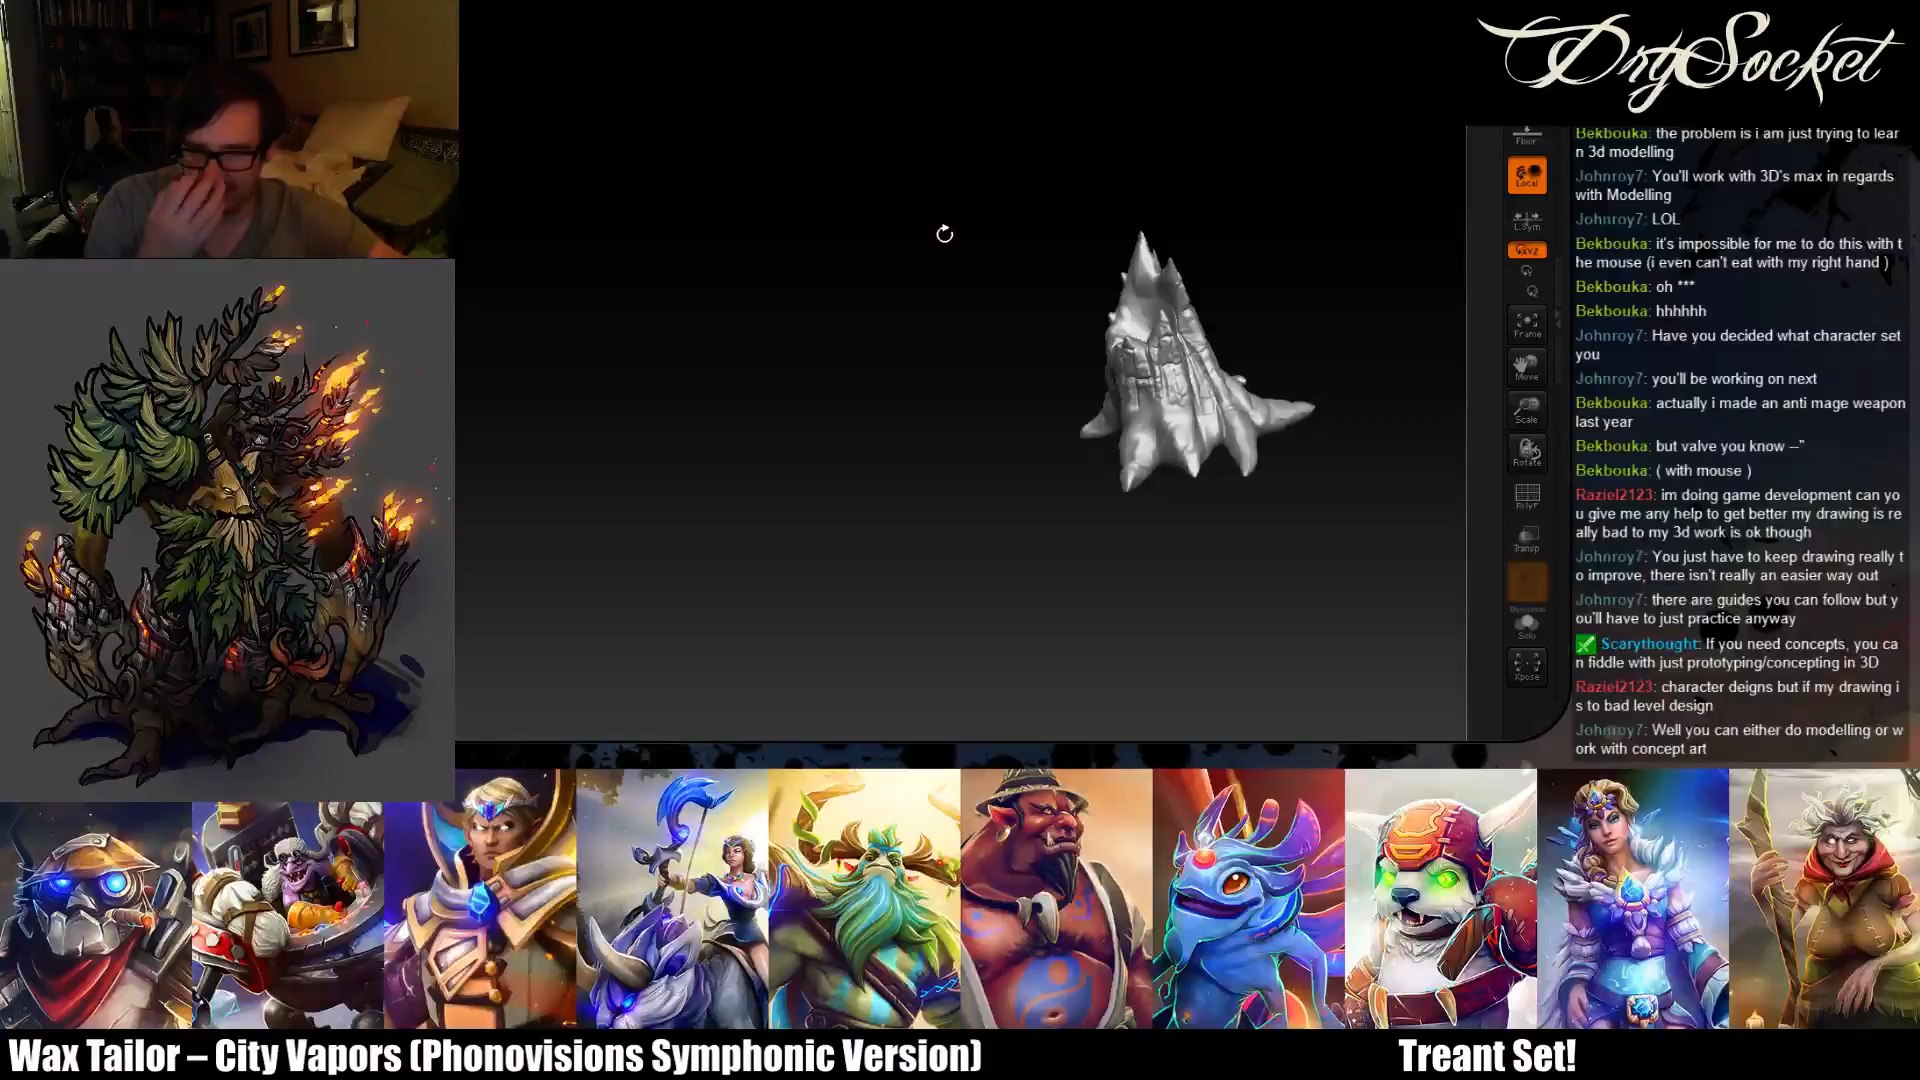 DrySocket
Bekbouka: the problem is i am just trying to lear
n 3d modelling
Johnroy7: You'll work with 3D's max in regards
with Modelling
Johnroy7: LOL
Bekbouka: it's impossible for me to do this with t
he mouse (i even can't eat with my right hand )
Bekbouka: oh ***
Bekbouka: hhhhhh
Johnroy7: Have you decided what character set
you
Johnroy7: you'll be working on next
Bekbouka: actually i made an anti mage weapon
last year
Bekbouka: but valve you know --"
Bekbouka: ( with mouse )
Raziel2123: im doing game development can yo
u give me any help to get better my drawing is re
ally bad to my 3d work is ok though
Johnroy7: You just have to keep drawing really t
o improve, there isn't really an easier way out
Johnroy7: there are guides you can follow but y
ou'll have to just practice anyway
Scarythought: If you need concepts, you ca
n fiddle with just prototyping/concepting in 3D
Raziel2123: character deigns but if my drawing i
s to bad level design
Johnroy7: Well you can either do modelling or w
ork with concept art
Floor
Local
L.Sym
XYZ
Frame
Move
Scale
Rotate
PolyF
Transp
Dynamic
Solo
Xpose
Wax Tailor – City Vapors (Phonovisions Symphonic Version)
Treant Set!